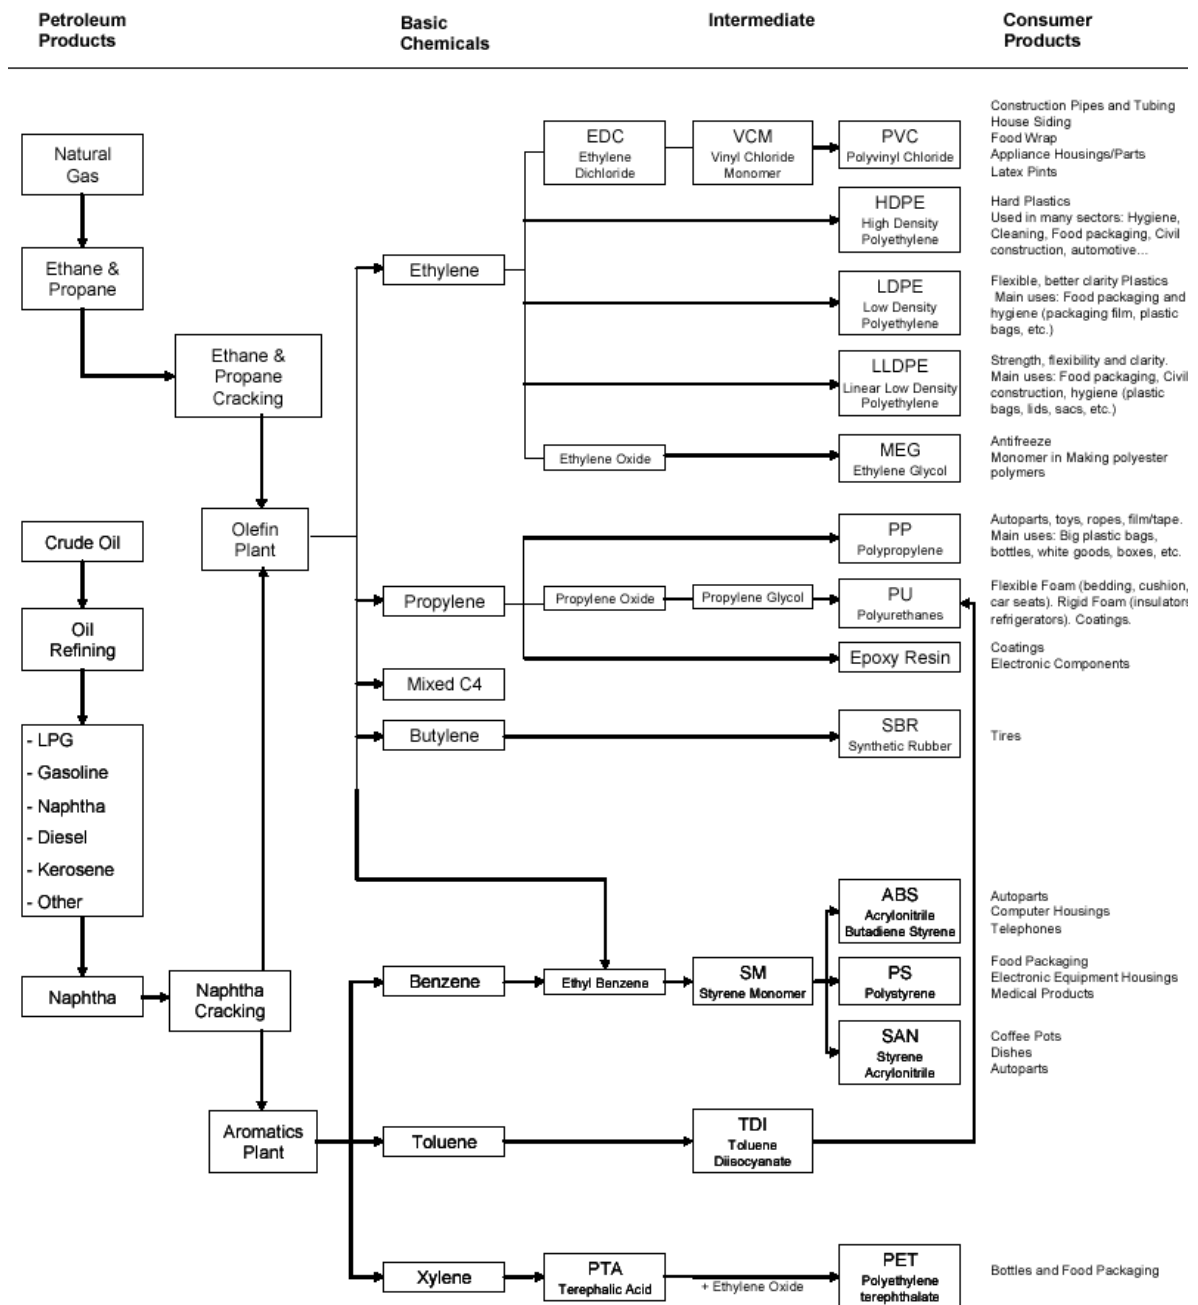 Petroleum
Products
Basic
Chemicals
Intermediate
Consumer
Products
Natural
Gas
Ethane &
Propane
Ethane &
Propane
Cracking
Olefin
Plant
Crude Oil
Oil
Refining
- LPG
- Gasoline
- Naphtha
- Diesel
- Kerosene
- Other
Naphtha
Naphtha
Cracking
Aromatics
Plant
Ethylene
EDC
Ethylene
Dichloride
VCM
Vinyl Chloride
Monomer
PVC
Polyvinyl Chloride
Construction Pipes and Tubing
House Siding
Food Wrap
Appliance Housings/Parts
Latex Pints
HDPE
High Density
Polyethylene
Hard Plastics
Used in many sectors: Hygiene,
Cleaning, Food packaging, Civil
construction, automotive...
LDPE
Low Density
Polyethylene
Flexible, better clarity Plastics
Main uses: Food packaging and
hygiene (packaging film, plastic
bags, etc.)
LLDPE
Linear Low Density
Polyethylene
Strength, flexibility and clarity.
Main uses: Food packaging, Civil
construction, hygiene (plastic
bags, lids, sacs, etc.)
Ethylene Oxide
MEG
Ethylene Glycol
Antifreeze
Monomer in Making polyester
polymers
Propylene
PP
Polypropylene
Autoparts, toys, ropes, film/tape.
Main uses: Big plastic bags,
bottles, white goods, boxes, etc.
Propylene Oxide
Propylene Glycol
PU
Polyurethanes
Flexible Foam (bedding, cushion,
car seats). Rigid Foam (insulators
refrigerators). Coatings.
Epoxy Resin
Coatings
Electronic Components
Mixed C4
Butylene
SBR
Synthetic Rubber
Tires
Benzene
Ethyl Benzene
SM
Styrene Monomer
ABS
Acrylonitrile
Butadiene Styrene
Autoparts
Computer Housings
Telephones
PS
Polystyrene
Food Packaging
Electronic Equipment Housings
Medical Products
SAN
Styrene
Acrylonitrile
Coffee Pots
Dishes
Autoparts
Toluene
TDI
Toluene
Diisocyanate
Xylene
PTA
Terephalic Acid
+ Ethylene Oxide
PET
Polyethylene
terephthalate
Bottles and Food Packaging